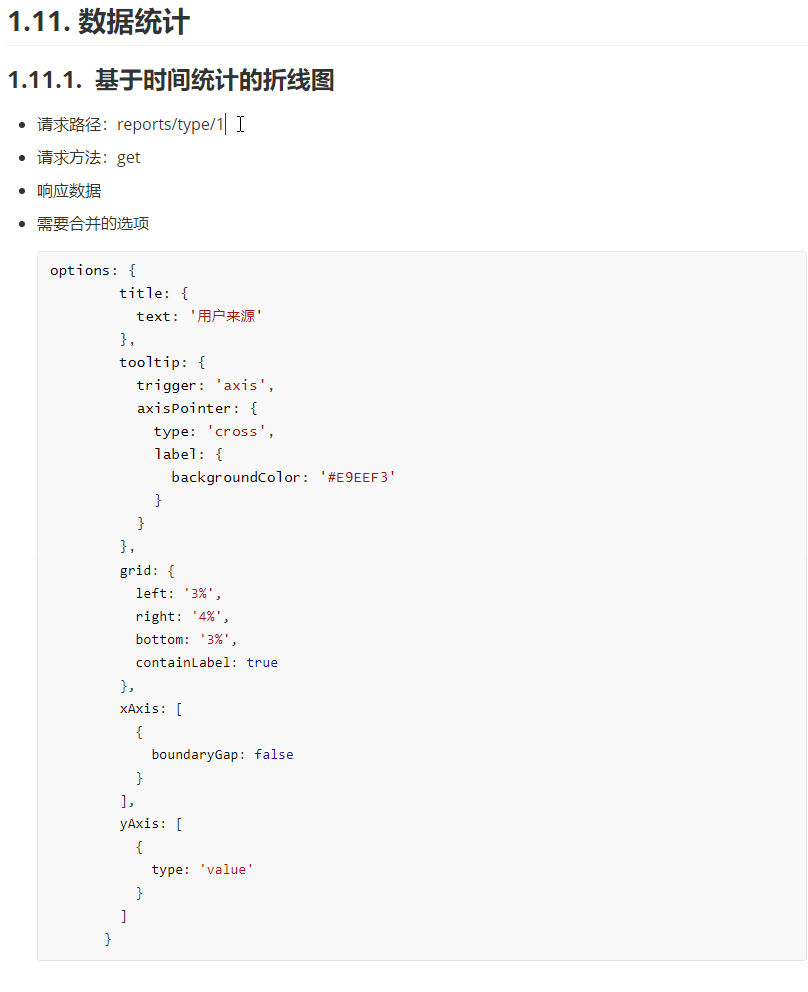 1.11. 数据统计
1.11.1. 基于时间统计的折线图
请求路径：reports/type/1
请求方法：get
响应数据
需要合并的选项
options: {
title: {
text: '用户来源'
},
tooltip: {
trigger: 'axis',
axisPointer: {
type: 'cross',
label: {
backgroundColor: '#E9EEF3'
}
}
},
grid: {
left: '3%',
right: '4%',
bottom: '3%',
containLabel: true
},
xAxis: [
{
boundaryGap: false
}
],
yAxis: [
{
type: 'value'
}
]
}